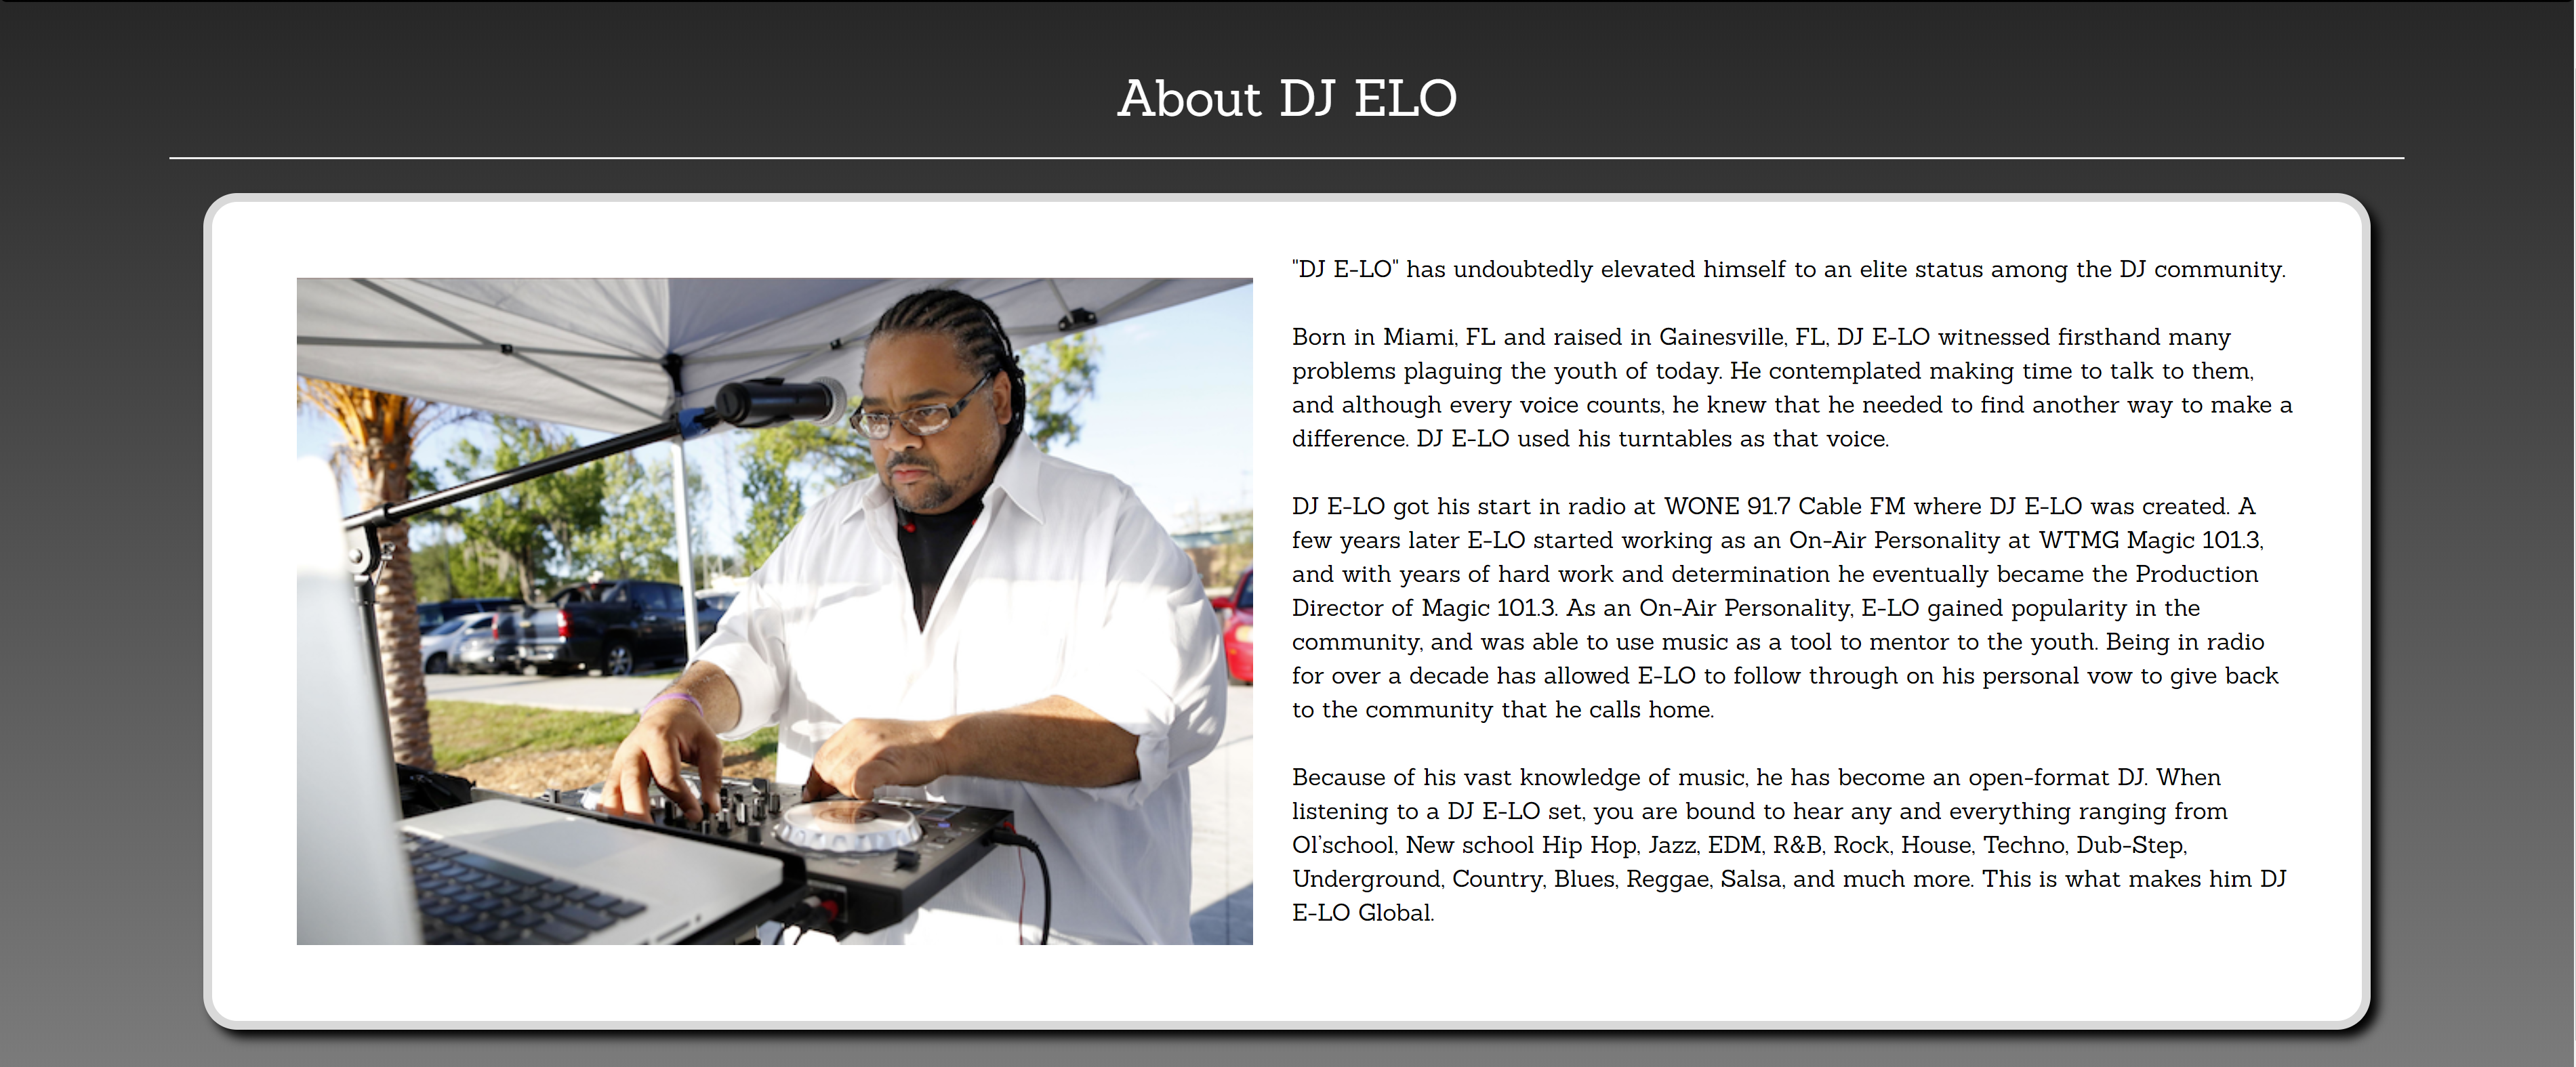 About DJ ELO
"DJ E-LO" has undoubtedly elevated himself to an elite status among the DJ community.
Born in Miami, FL and raised in Gainesville, FL, DJ E-LO witnessed firsthand many
problems plaguing the youth of today. He contemplated making time to talk to them,
and although every voice counts, he knew that he needed to find another way to make a
difference. DJ E-LO used his turntables as that voice.
DJ E-LO got his start in radio at WONE 91.7 Cable FM where DJ E-LO was created. A
few years later E-LO started working as an On-Air Personality at WTMG Magic 101.3,
and with years of hard work and determination he eventually became the Production
Director of Magic 101.3. As an On-Air Personality, E-LO gained popularity in the
community, and was able to use music as a tool to mentor to the youth. Being in radio
for over a decade has allowed E-LO to follow through on his personal vow to give back
to the community that he calls home.
Because of his vast knowledge of music, he has become an open-format DJ. When
listening to a DJ E-LO set, you are bound to hear any and everything ranging from
Ol'school, New school Hip Hop, Jazz, EDM, R&B, Rock, House, Techno, Dub-Step,
Underground, Country, Blues, Reggae, Salsa, and much more. This is what makes him DJ
E-LO Global.